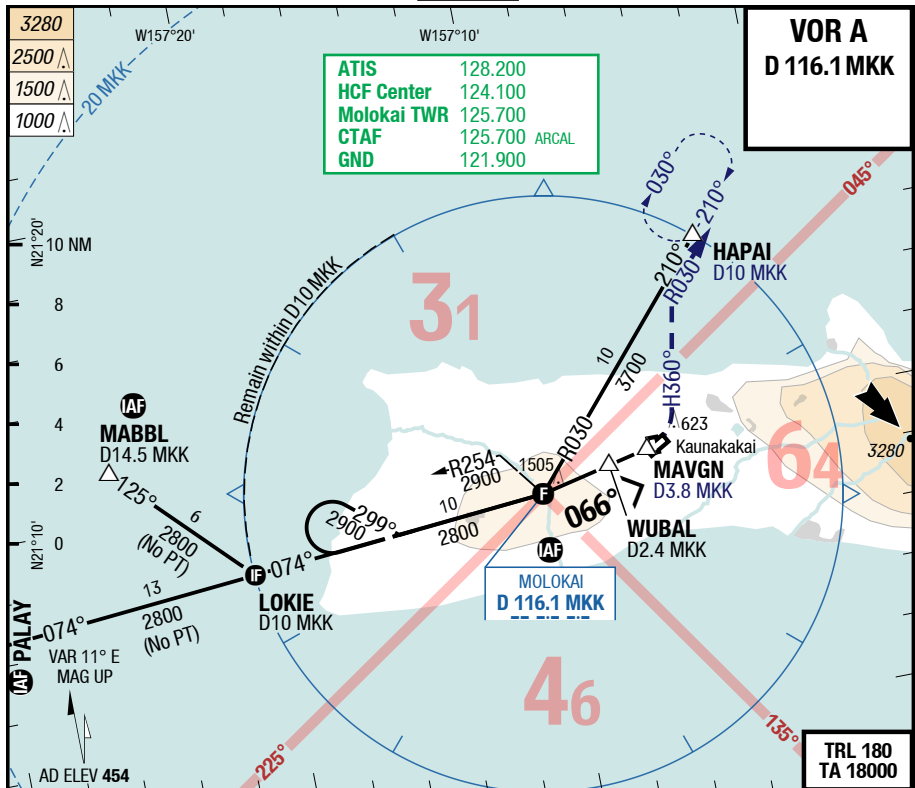 3280
2500
1500
1000
W157°20'
W157°10'
20 MKK
VOR A
D 116.1 MKK
ATIS 128.200
HCF Center 124.100
Molokai TWR 125.700
CTAF 125.700 ARCAL
GND 121.900
045°
030°
210°
N21°20'
10 NM
HAPAI
D10 MKK
210°
R030
Remain within D10 MKK
31
8
6
4
2
0
10
3700
H360°
IAF
MABBL
D14.5 MKK
R030
623
Kaunakakai
64
3280
R254
2900
1505
MAVGN
D3.8 MKK
125°
6
2800
(No PT)
299°
2900
10
2800
F
066°
WUBAL
D2.4 MKK
N21°10'
IF
074°
LOKIE
D10 MKK
IAF
MOLOKAI
D 116.1 MKK
13
2800
(No PT)
074°
IAF PALAY
VAR 11° E
MAG UP
46
225°
135°
AD ELEV 454
TRL 180
TA 18000